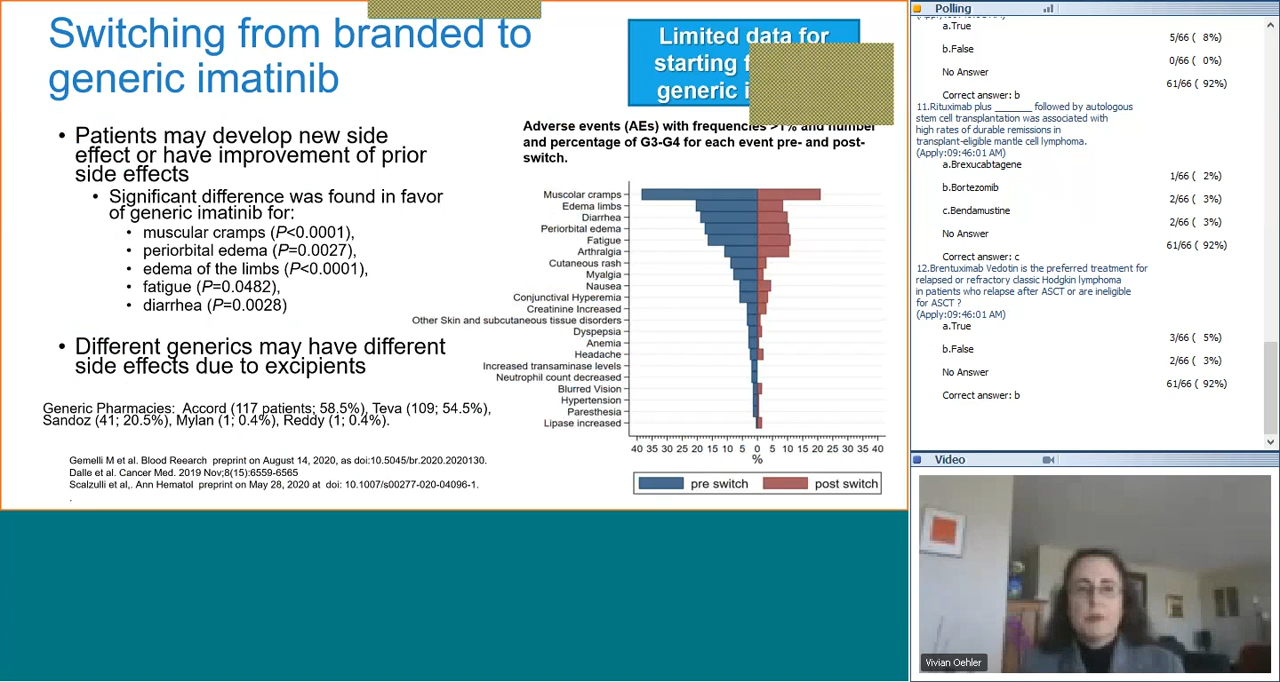 Switching from branded to
generic imatinib
Limited data for
starting
generic
• Patients may develop new side
effect or have improvement of prior
side effects
• Significant difference was found in favor
of generic imatinib for:
• muscular cramps (P<0.0001),
• periorbital edema (P=0.0027),
• edema of the limbs (P<0.0001),
• fatigue (P=0.0482),
• diarrhea (P=0.0028)
• Different generics may have different
side effects due to excipients
Generic Pharmacies: Accord (117 patients; 58.5%), Teva (109; 54.5%),
Sandoz (41; 20.5%), Mylan (1; 0.4%), Reddy (1; 0.4%).
Gemelli M et al. Blood Reearch preprint on August 14, 2020, as doi:10.5045/br.2020.2020130.
Dalle et al. Cancer Med. 2019 Nov;8(15):6559-6565
Scalzulli et al,. Ann Hematol preprint on May 28, 2020 at doi: 10.1007/s00277-020-04096-1.
.
Adverse events (AEs) with frequencies >1% and number
and percentage of G3-G4 for each event pre- and post-
switch.
Muscolar cramps
Edema limbs
Diarrhea
Periorbital edema
Fatigue
Arthralgia
Cutaneous rash
Myalgia
Nausea
Conjunctival Hyperemia
Creatinine Increased
Other Skin and subcutaneous tissue disorders
Dyspepsia
Anemia
Headache
Increased transaminase levels
Neutrophil count decreased
Blurred Vision
Hypertension
Paresthesia
Lipase increased
40 35 30 25 20 15 10 5 0 5 10 15 20 25 30 35 40
%
pre switch post switch
Polling
a.True
5/66 ( 8%)
b.False
0/66 ( 0%)
No Answer
61/66 ( 92%)
Correct answer: b
11.Rituximab plus _______ followed by autologous
stem cell transplantation was associated with
high rates of durable remissions in
transplant-eligible mantle cell lymphoma.
(Apply:09:46:01 AM)
a.Brexucabtagene
1/66 ( 2%)
b.Bortezomib
2/66 ( 3%)
c.Bendamustine
2/66 ( 3%)
No Answer
61/66 ( 92%)
Correct answer: c
12.Brentuximab Vedotin is the preferred treatment for
relapsed or refractory classic Hodgkin lymphoma
in patients who relapse after ASCT or are ineligible
for ASCT ?
(Apply:09:46:01 AM)
a.True
3/66 ( 5%)
b.False
2/66 ( 3%)
No Answer
61/66 ( 92%)
Correct answer: b
Video
Vivian Oehler